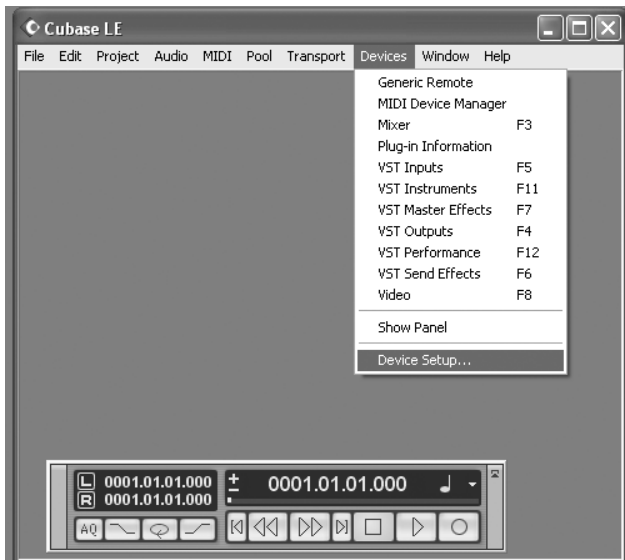 Cubase LE
File Edit Project Audio MIDI Pool Transport Devices Window Help
Generic Remote
MIDI Device Manager
Mixer F3
Plug-in Information
VST Inputs F5
VST Instruments F11
VST Master Effects F7
VST Outputs F4
VST Performance F12
VST Send Effects F6
Video F8
Show Panel
Device Setup...
L 0001.01.01.000 0001.01.01.000
R 0001.01.01.000
AQ